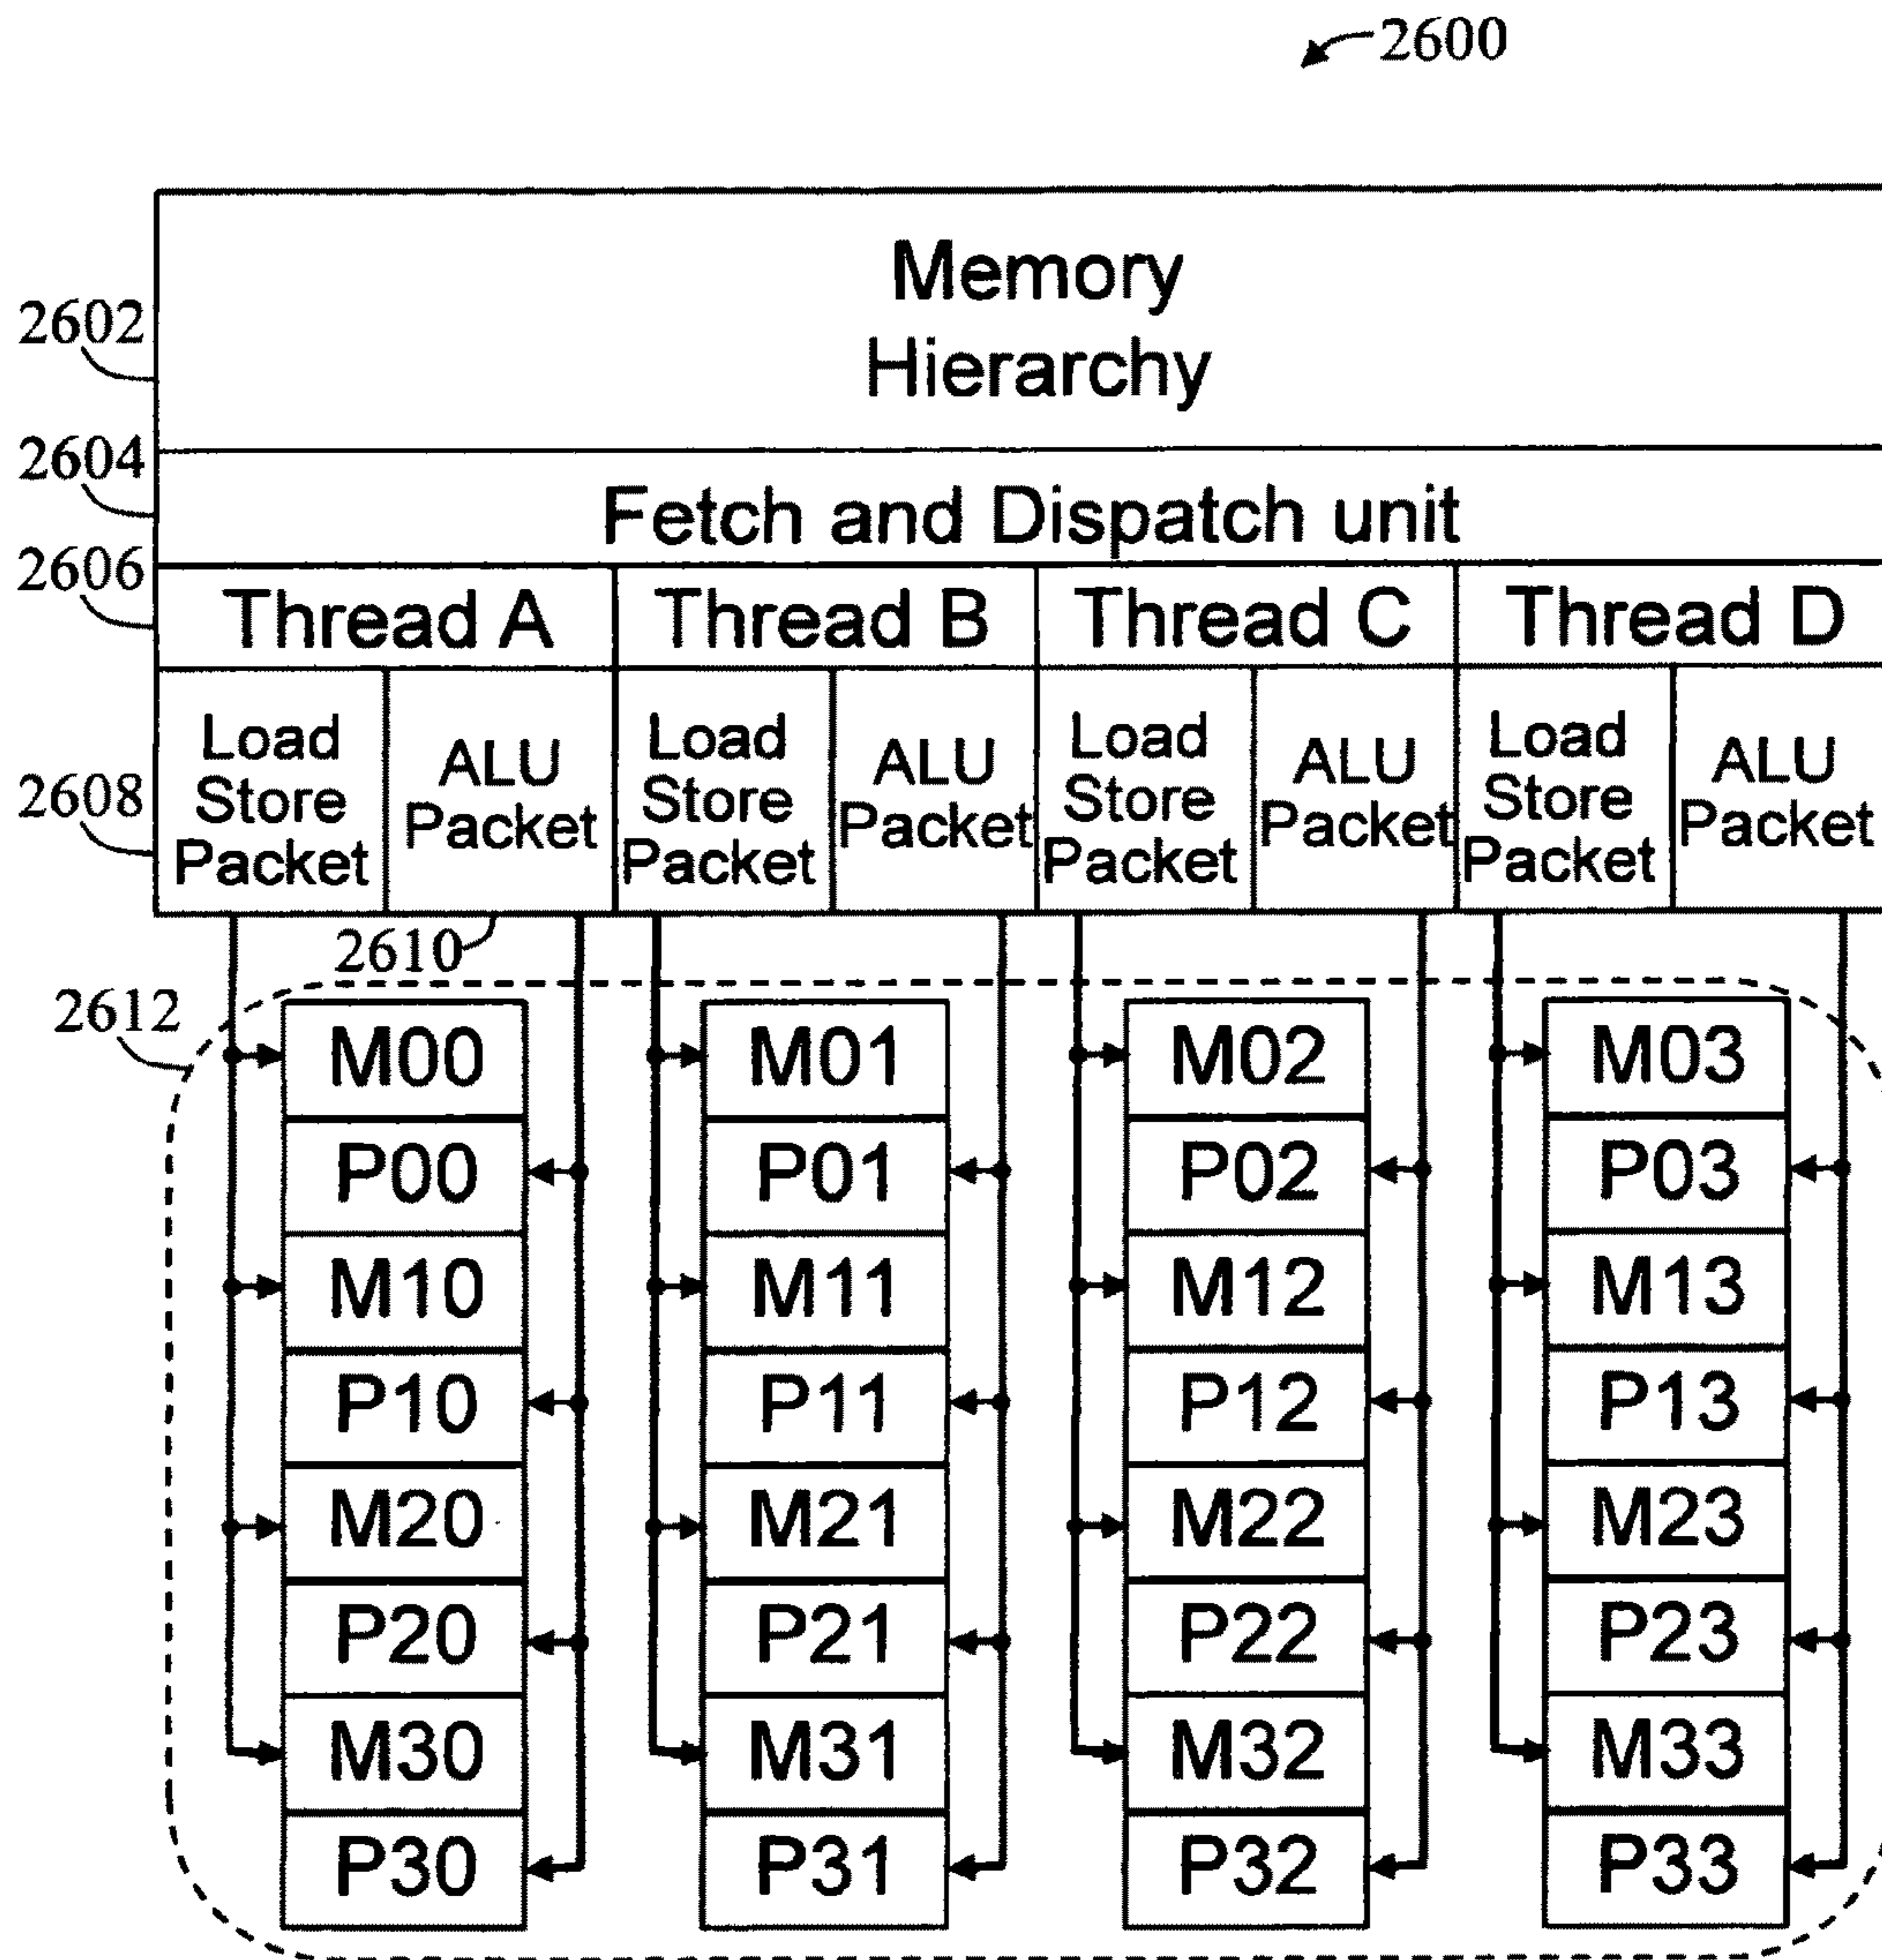 2600
Memory
Hierarchy
2602
2604
Fetch and Dispatch unit
2606
Thread A Thread B Thread C Thread D
Load
Store
Packet
ALU
Packet
Load
Store
Packet
ALU
Packet
Load
Store
Packet
ALU
Packet
Load
Store
Packet
ALU
Packet
2608
2610
2612
M00 M01 M02 M03
P00 P01 P02 P03
M10 M11 M12 M13
P10 P11 P12 P13
M20 M21 M22 M23
P20 P21 P22 P23
M30 M31 M32 M33
P30 P31 P32 P33